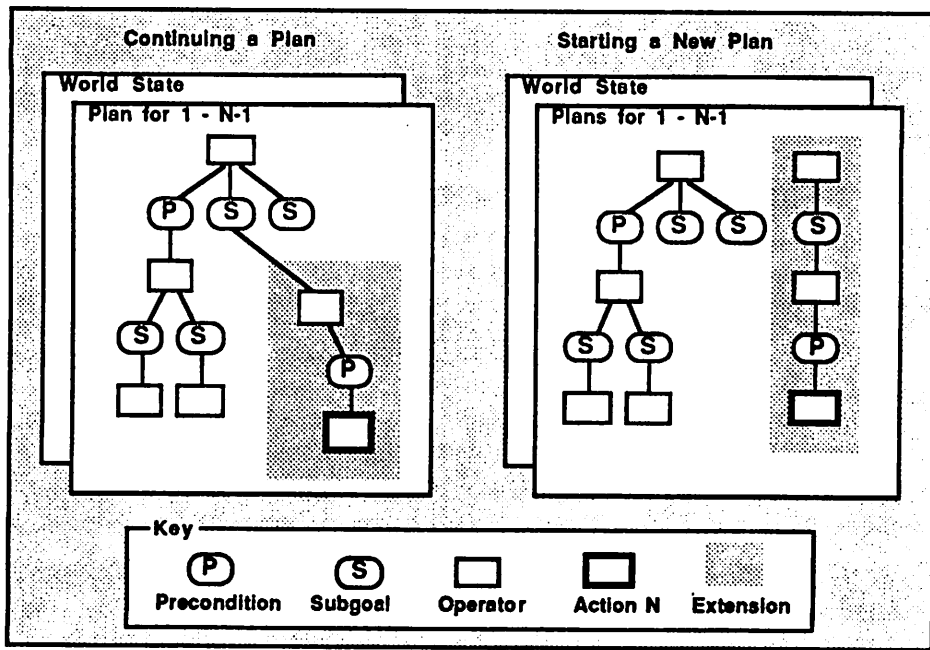 Continuing a Plan
Starting a New Plan
World State
Plan for 1 - N-1
P S S
S S
P
World State
Plans for 1 - N-1
P S S
S
S S
P
Key
P S
Precondition Subgoal Operator Action N Extension